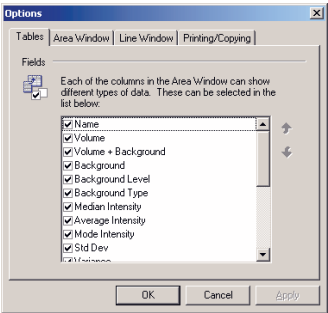 Options
Tables Area Window Line Window Printing/Copying
Fields
Each of the columns in the Area Window can show
different types of data. These can be selected in the
list below:
Name
Volume
Volume + Background
Background
Background Level
Background Type
Median Intensity
Average Intensity
Mode Intensity
Std Dev
Variance
OK Cancel Apply